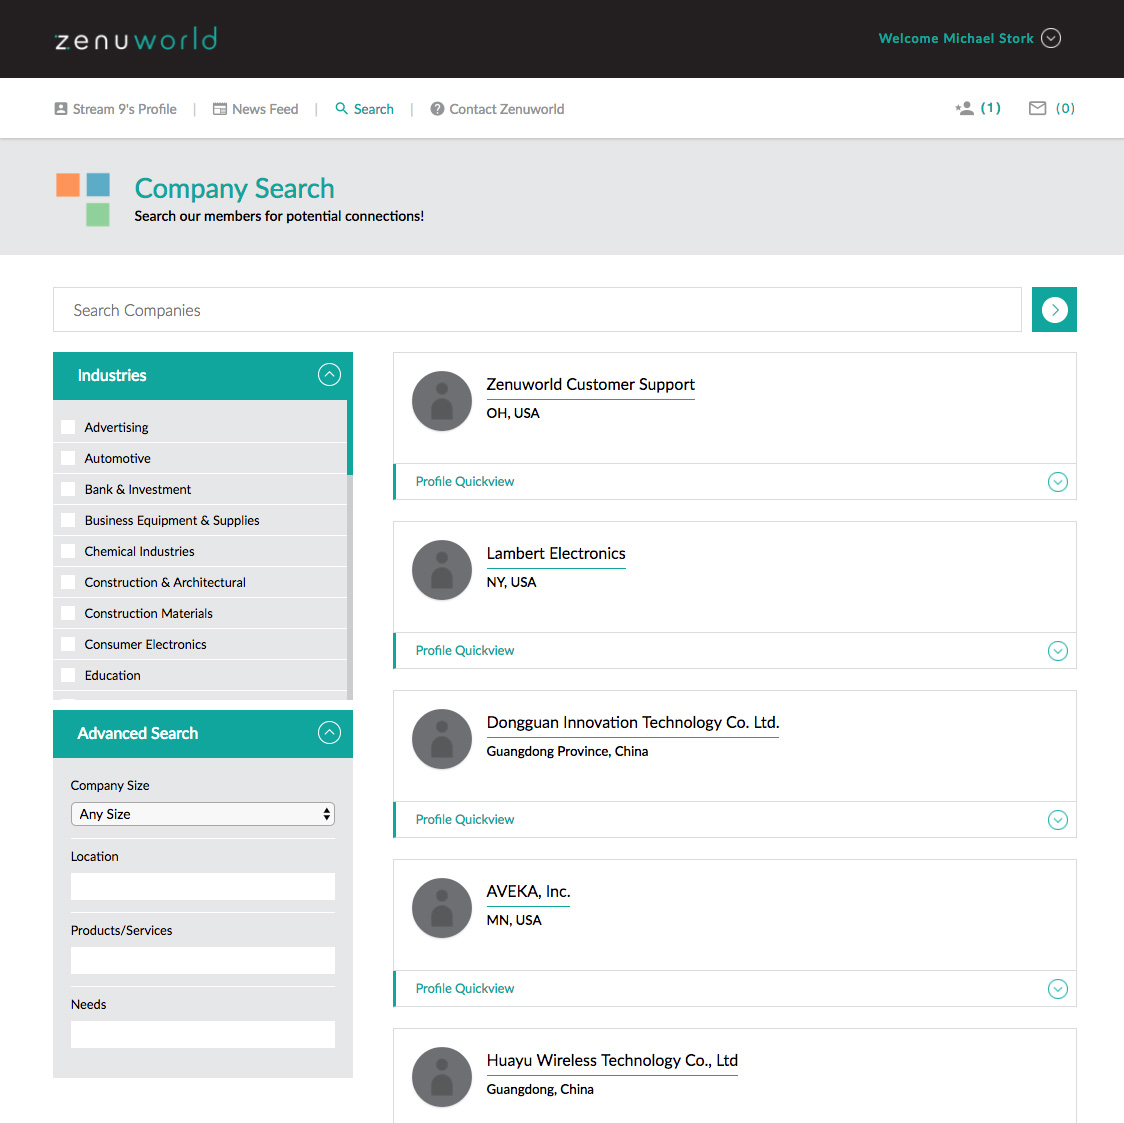 zenuworld
Welcome Michael Stork
Stream 9's Profile | News Feed | Search | Contact Zenuworld (1) (0)
Company Search
Search our members for potential connections!
Search Companies
Industries
Advertising
Automotive
Bank & Investment
Business Equipment & Supplies
Chemical Industries
Construction & Architectural
Construction Materials
Consumer Electronics
Education
Advanced Search
Company Size
Any Size
Location
Products/Services
Needs
Zenuworld Customer Support
OH, USA
Profile Quickview
Lambert Electronics
NY, USA
Profile Quickview
Dongguan Innovation Technology Co. Ltd.
Guangdong Province, China
Profile Quickview
AVEKA, Inc.
MN, USA
Profile Quickview
Huayu Wireless Technology Co., Ltd
Guangdong, China